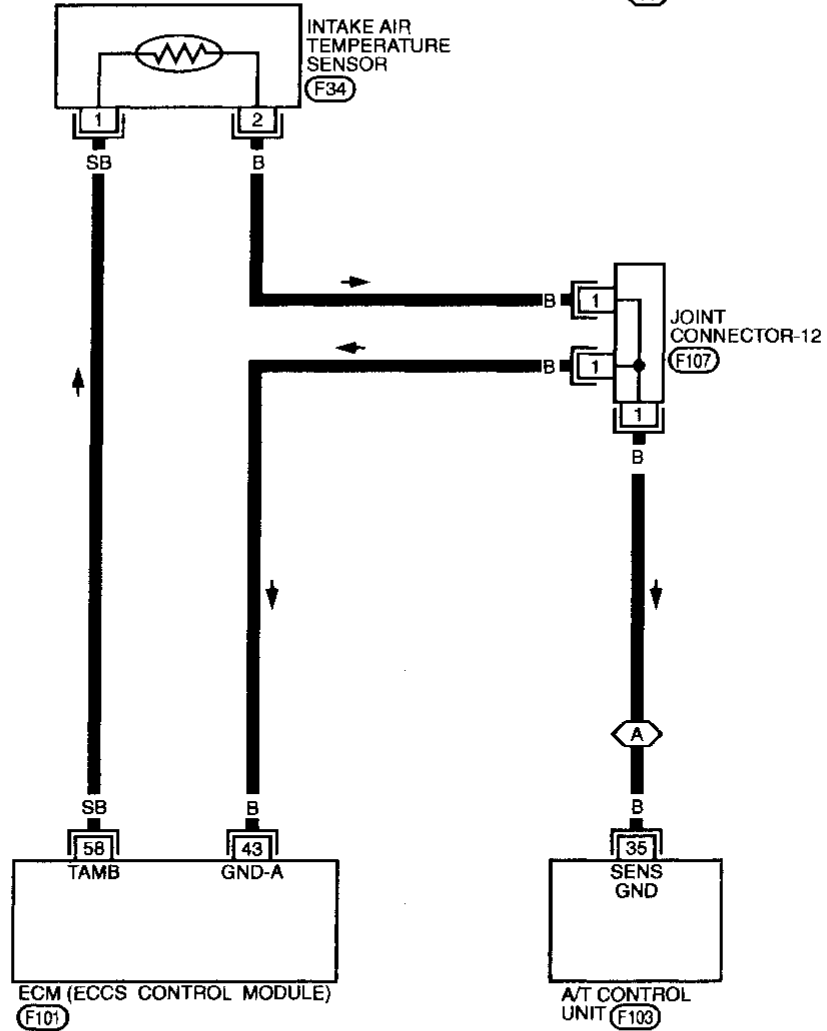 INTAKE AIR
TEMPERATURE
SENSOR
F34
1
2
SB
B
B
1
JOINT
CONNECTOR-12
F107
B
1
1
B
A
SB
B
B
58
43
35
TAMB
GND-A
SENS
GND
ECM (ECCS CONTROL MODULE)
F101
A/T CONTROL
UNIT F103